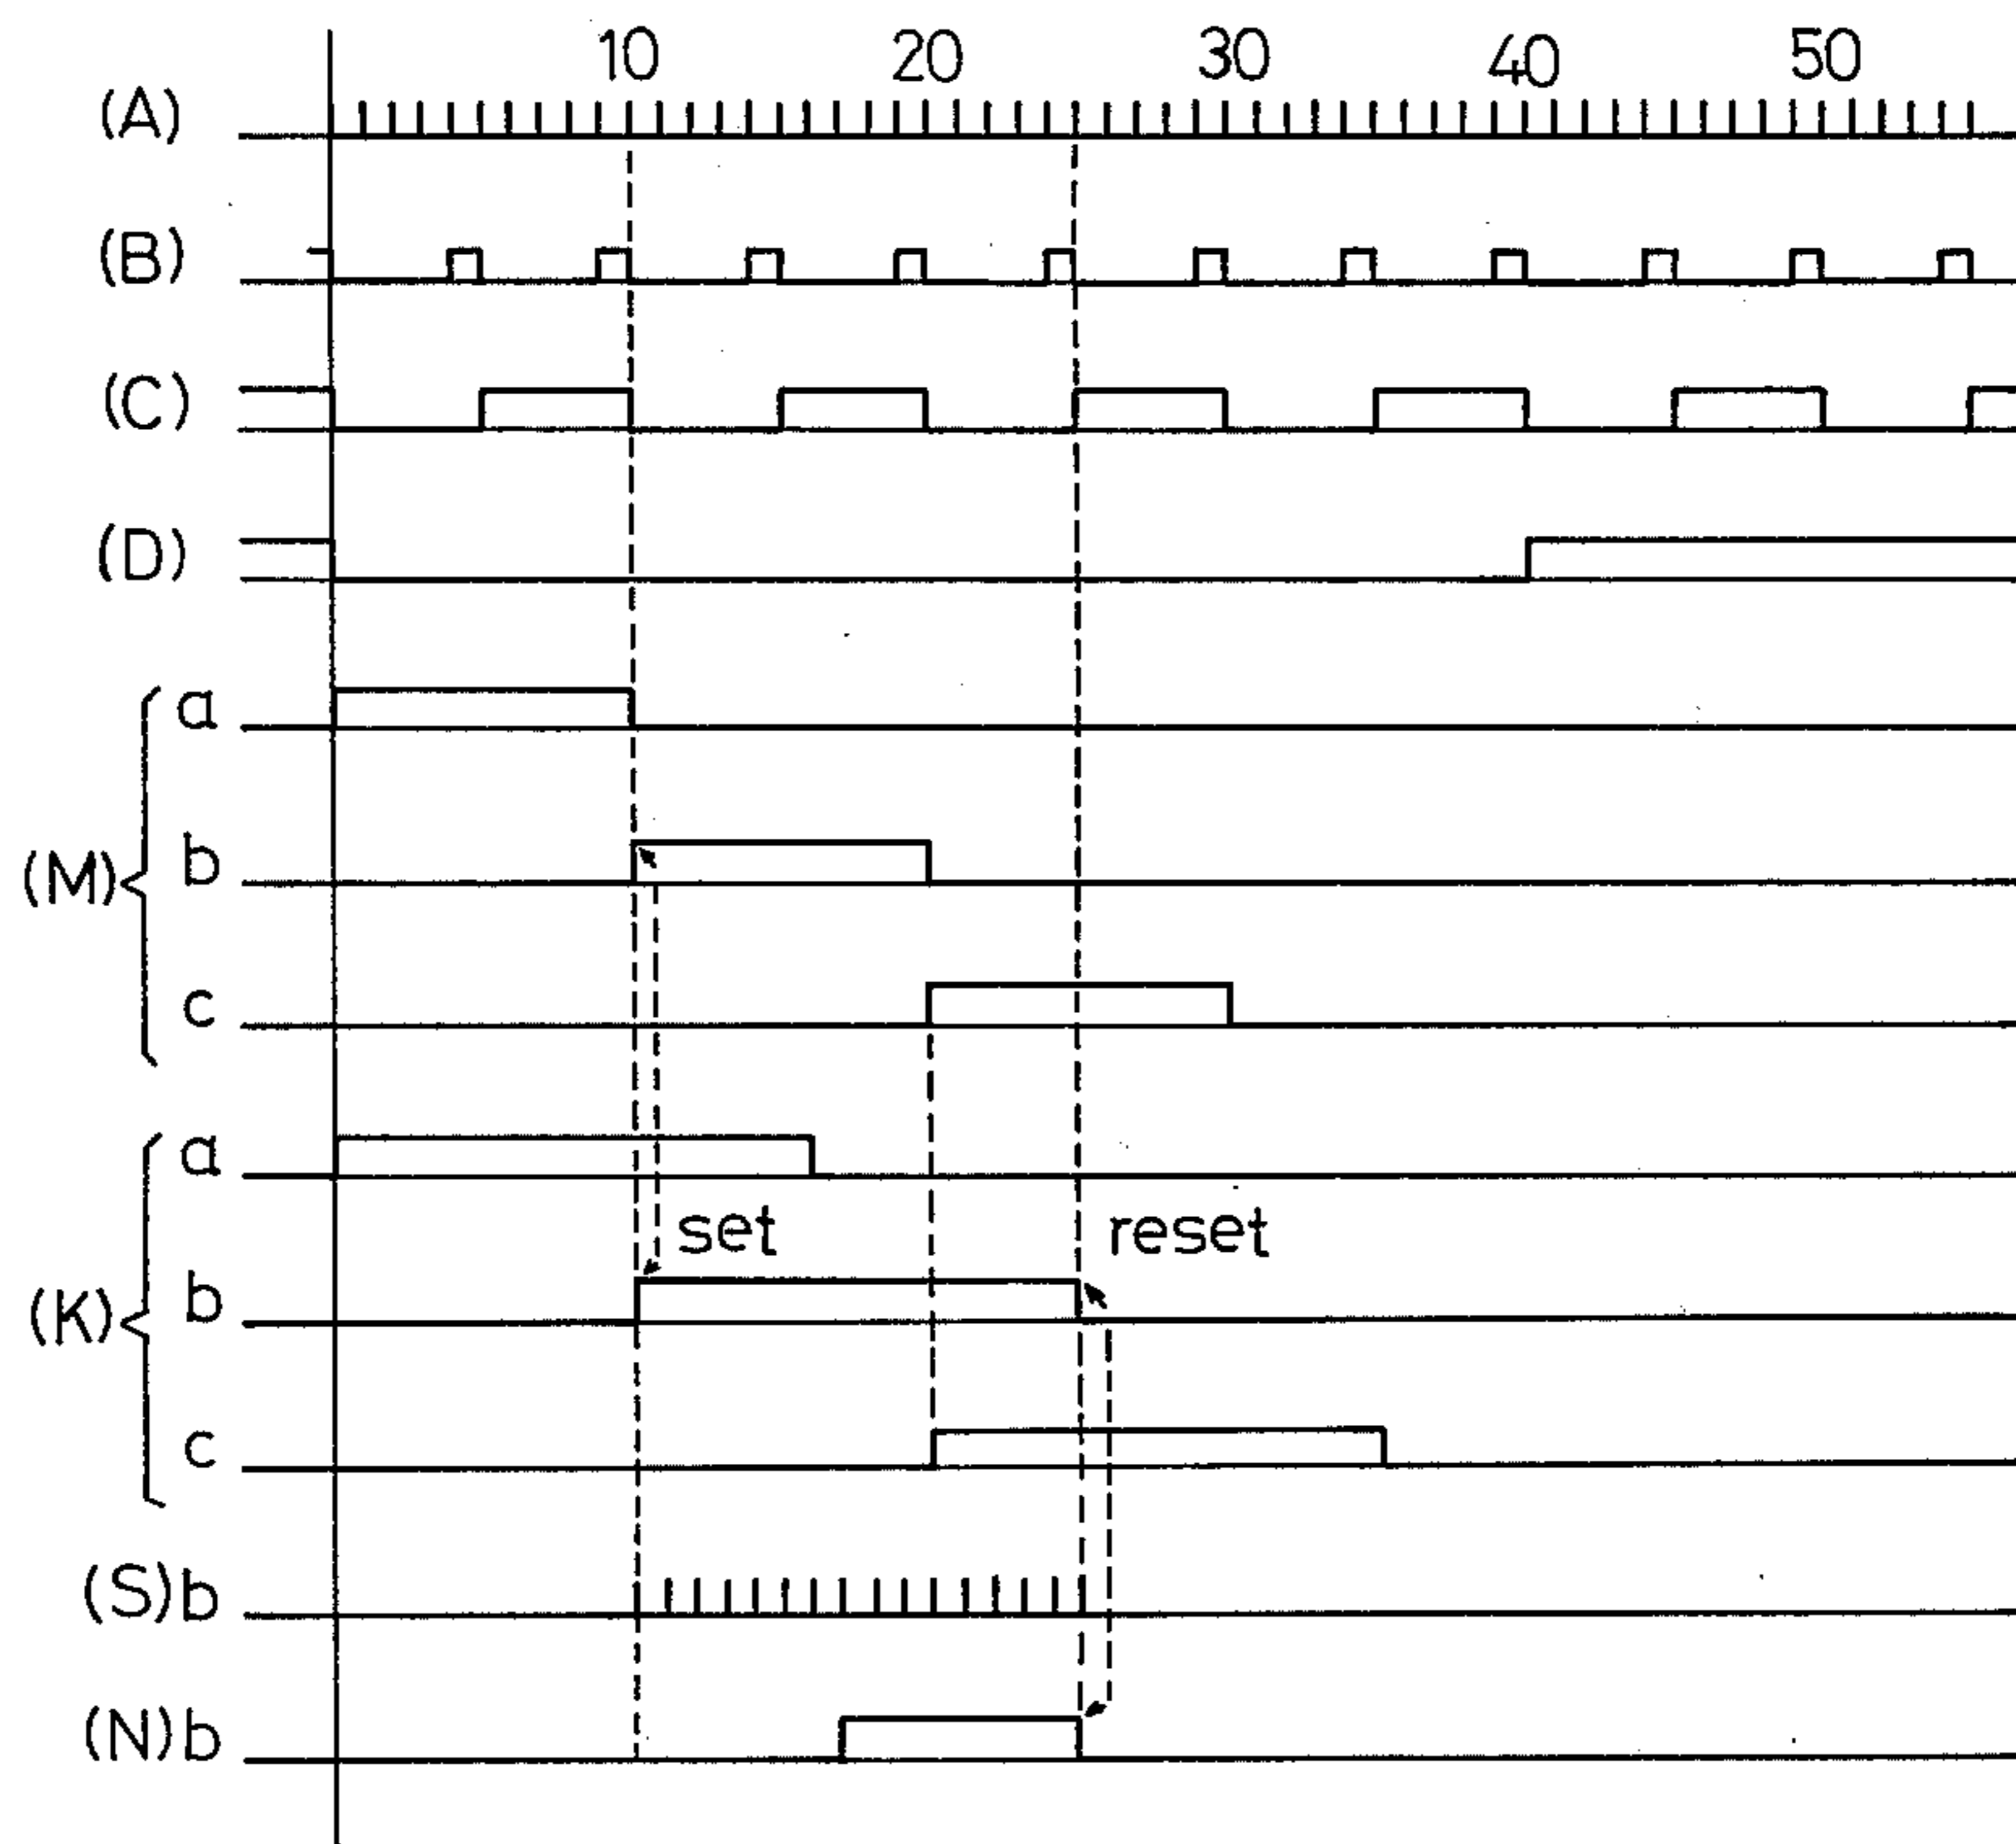 10 20 30 40 50
(A)
(B)
(C)
(D)
a
(M) b
c
a
set reset
(K) b
c
(S) b
(N) b